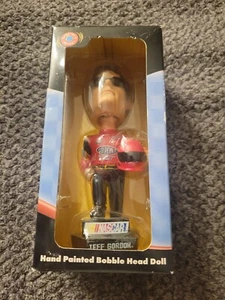 NASCAR
JEFF GORDON
Hand Painted Bobble Head Doll